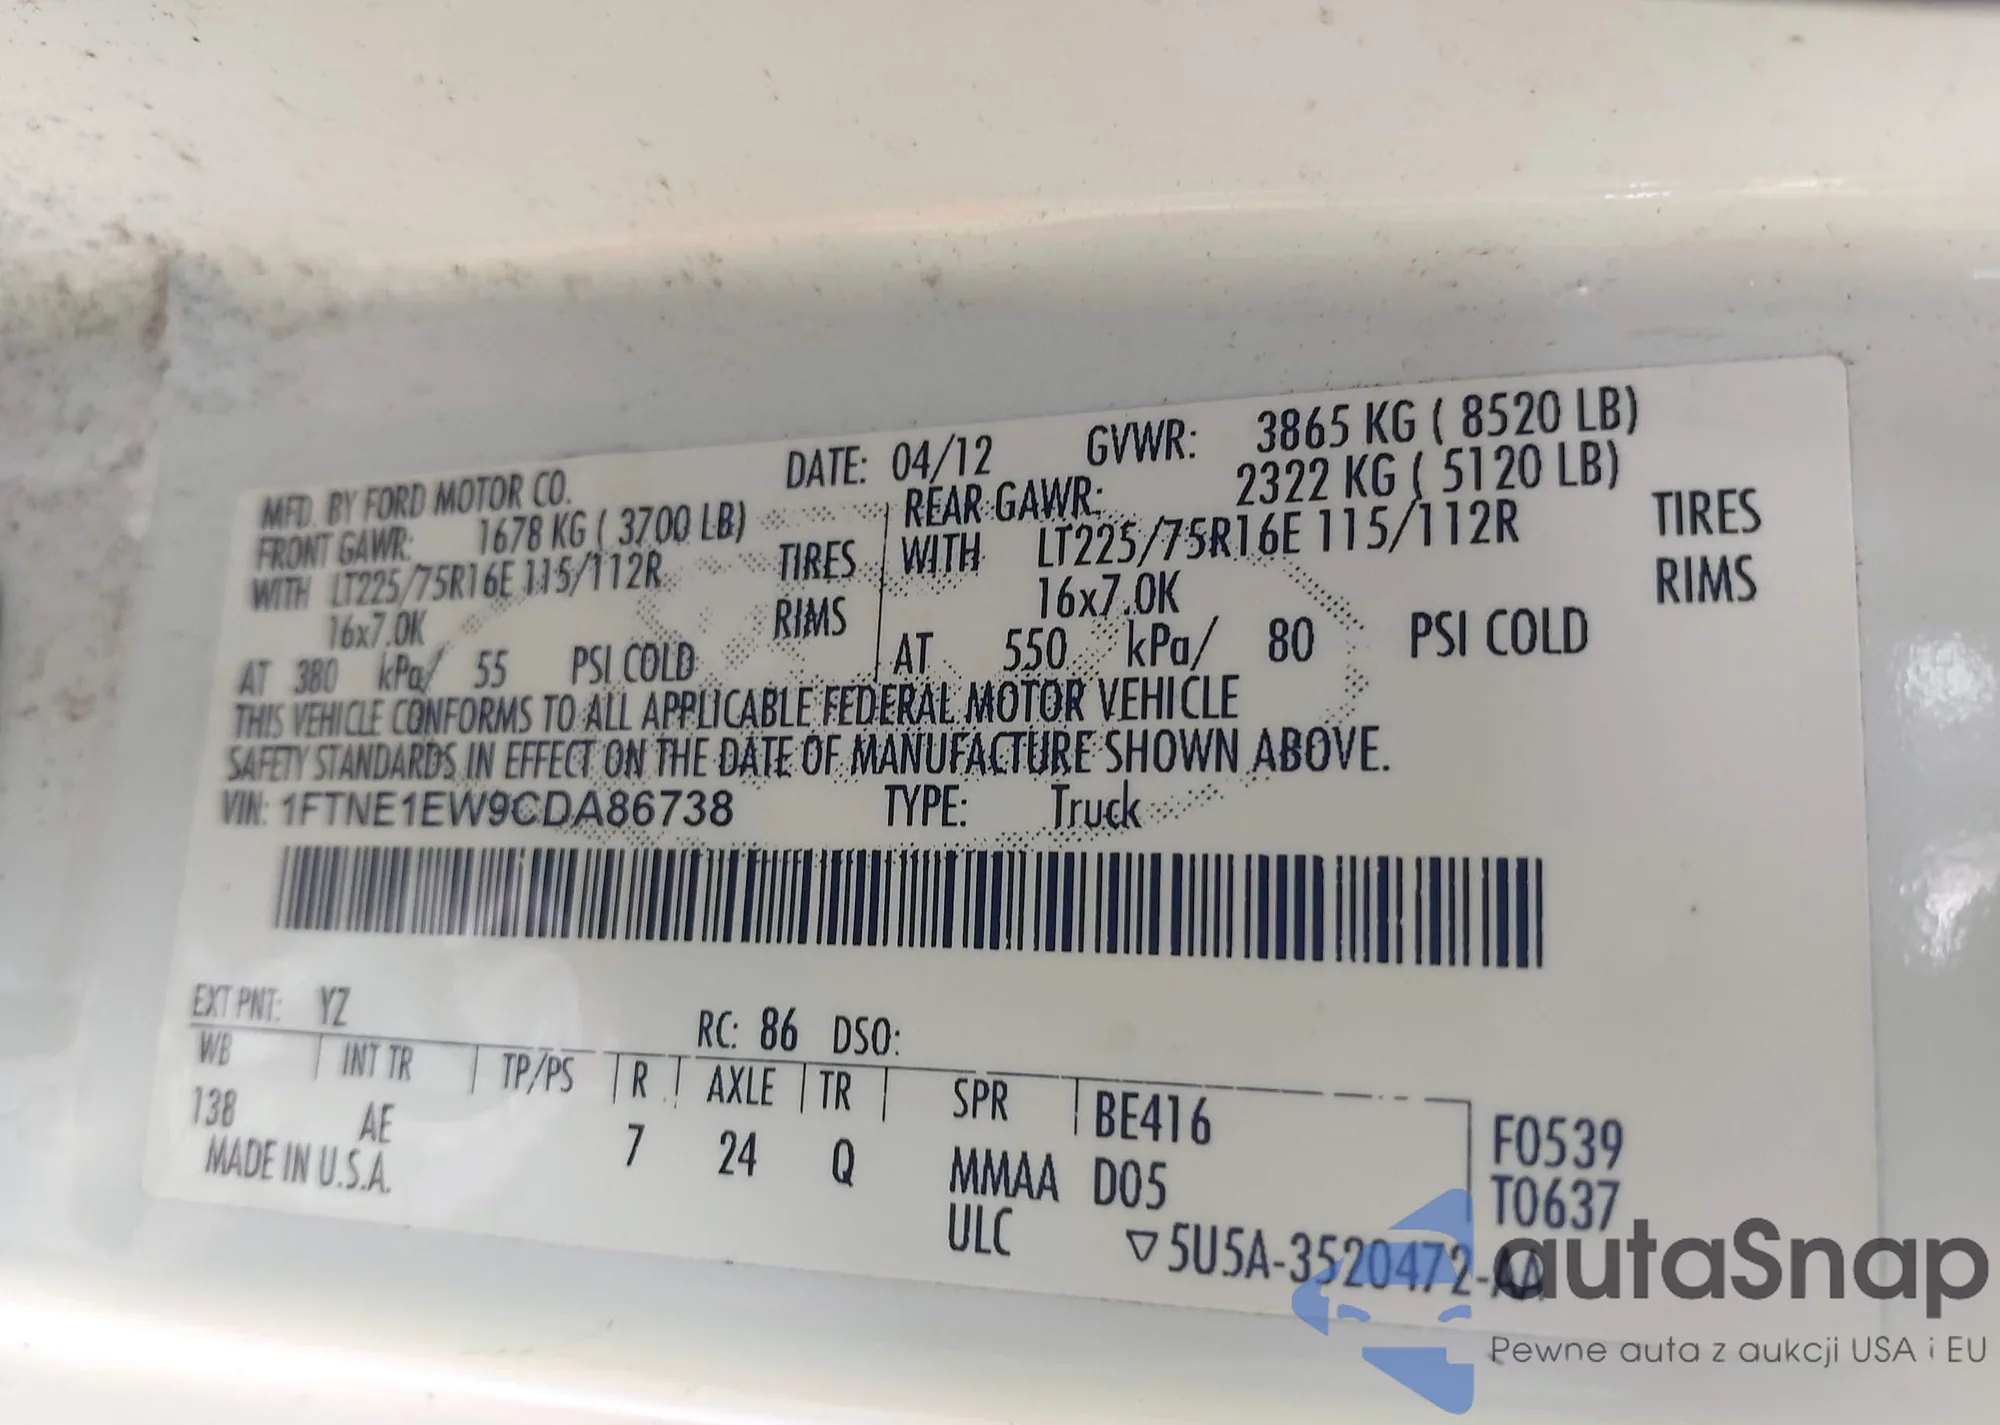 MFD. BY FORD MOTOR CO. DATE: 04/12 GVWR: 3865 KG ( 8520 LB)
FRONT GAWR: 1678 KG ( 3700 LB) REAR GAWR: 2322 KG ( 5120 LB)
WITH LT225/75R16E 115/112R TIRES WITH LT225/75R16E 115/112R TIRES
16x7.0K RIMS 16x7.0K RIMS
AT 380 kPa/ 55 PSI COLD AT 550 kPa/ 80 PSI COLD
THIS VEHICLE CONFORMS TO ALL APPLICABLE FEDERAL MOTOR VEHICLE
SAFETY STANDARDS IN EFFECT ON THE DATE OF MANUFACTURE SHOWN ABOVE.
VIN: 1FTNE1EW9CDA86738 TYPE: Truck
EXT PNT: YZ RC: 86 DSO:
WB INT TR TP/PS R AXLE TR SPR BE416 F0539
138 AE 7 24 Q MMAA D05 T0637
MADE IN U.S.A. ULC ▽5U5A-3520472-AA
autaSnap
Pewne auta z aukcji USA i EU